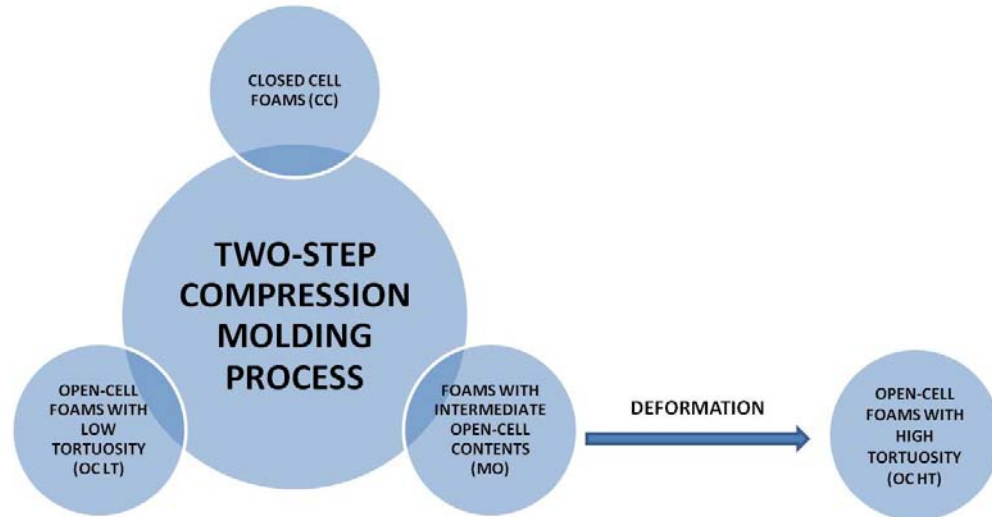 CLOSED CELL
FOAMS (CC)
TWO-STEP
COMPRESSION
MOLDING
PROCESS
OPEN-CELL
FOAMS WITH
LOW
TORTUOSITY
(OC LT)
FOAMS WITH
INTERMEDIATE
OPEN-CELL
CONTENTS
(MO)
DEFORMATION
OPEN-CELL
FOAMS WITH
HIGH
TORTUOSITY
(OC HT)